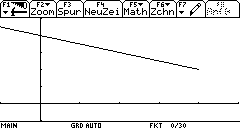 F1 F2 Zoom F3 Spur F4 NeuZei F5 Math F6 Zchn F7
MAIN GRD AUTO FKT 0/30